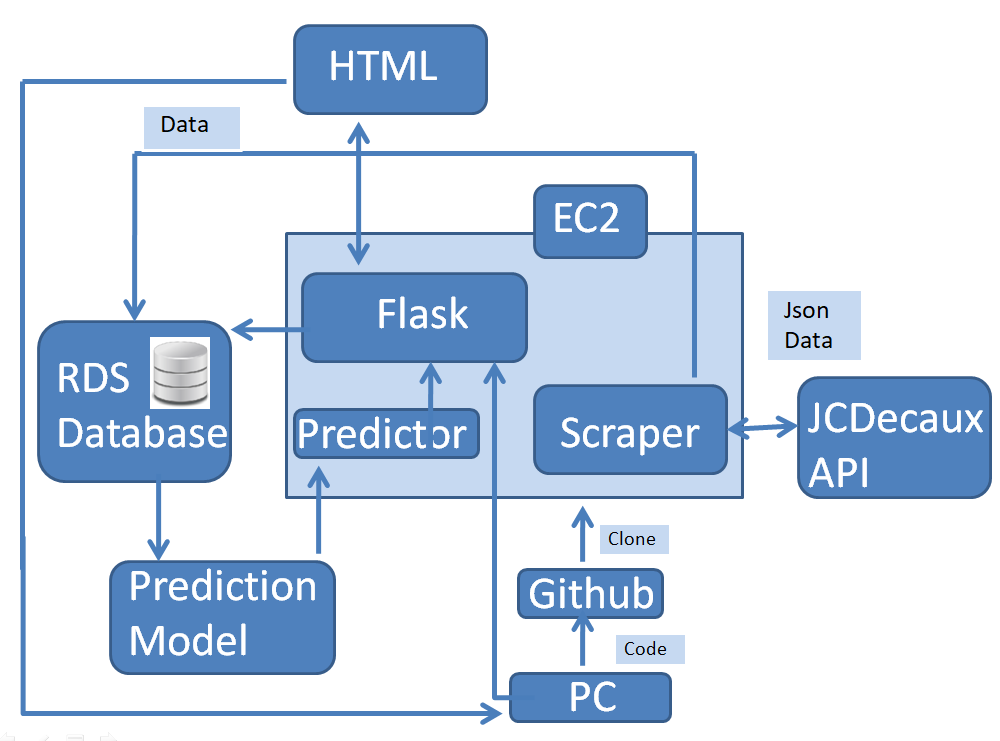 HTML
Data
EC2
Flask
Json
Data
RDS
Database
Predictor
Scraper
JCDecaux
API
Clone
Prediction
Model
Github
Code
PC